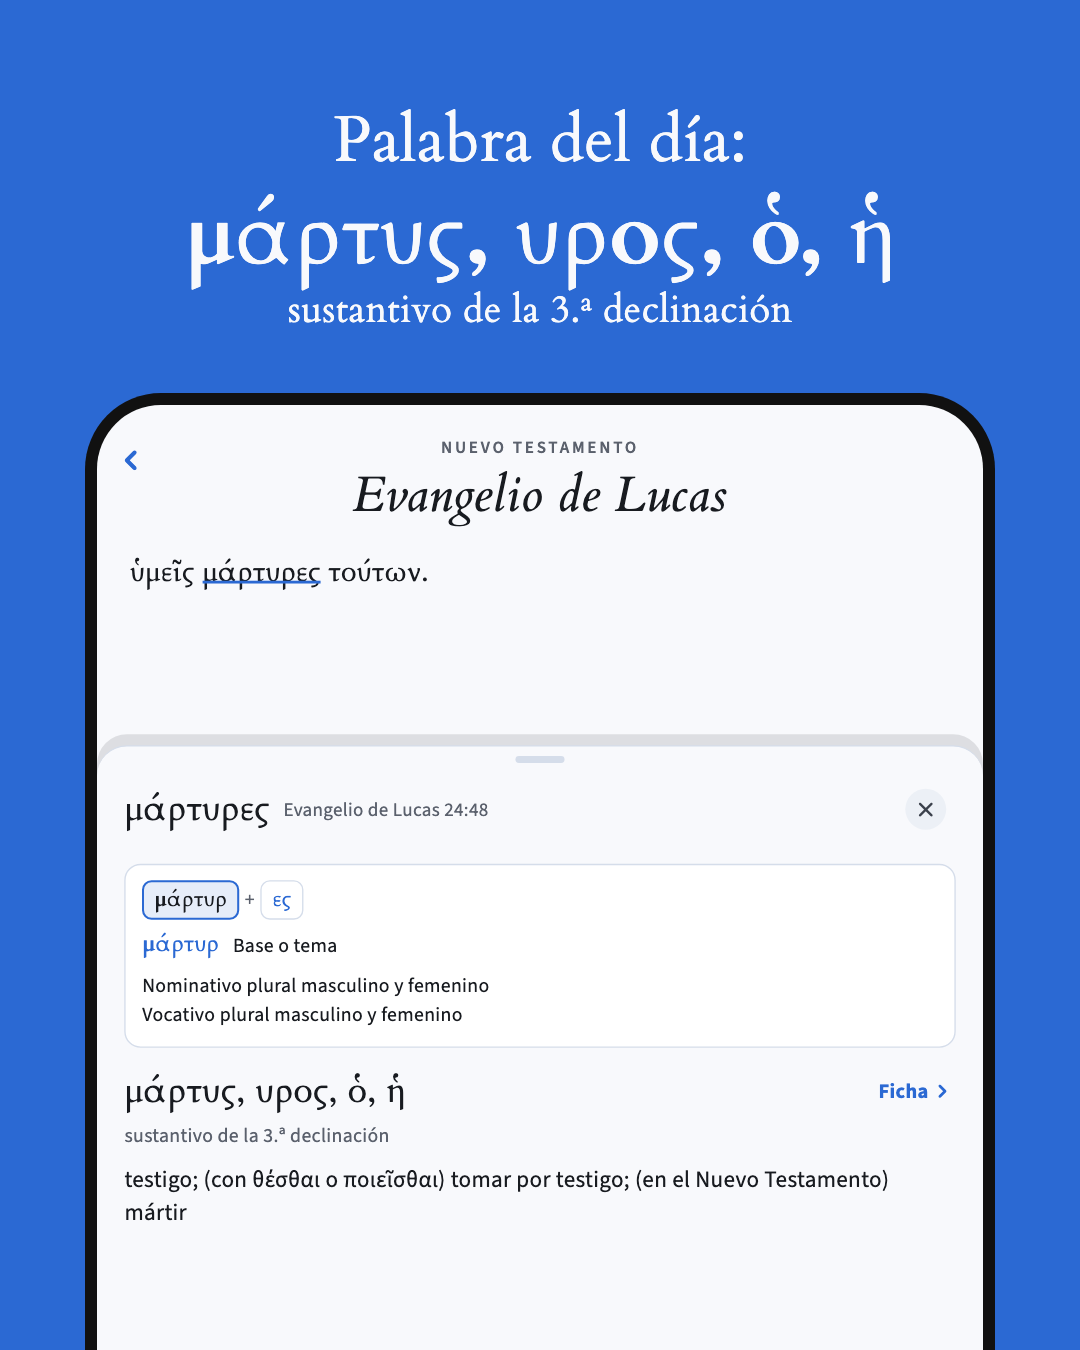 Palabra del día:
μάρτυς, υρος, ὁ, ἡ
sustantivo de la 3.ª declinación
NUEVO TESTAMENTO
Evangelio de Lucas
ὑμεῖς μάρτυρες τούτων.
μάρτυρες Evangelio de Lucas 24:48
μάρτυρ + ες
μάρτυρ Base o tema
Nominativo plural masculino y femenino
Vocativo plural masculino y femenino
μάρτυς, υρος, ὁ, ἡ Ficha
sustantivo de la 3.ª declinación
testigo; (con θέσθαι o ποιεῖσθαι) tomar por testigo; (en el Nuevo Testamento)
mártir